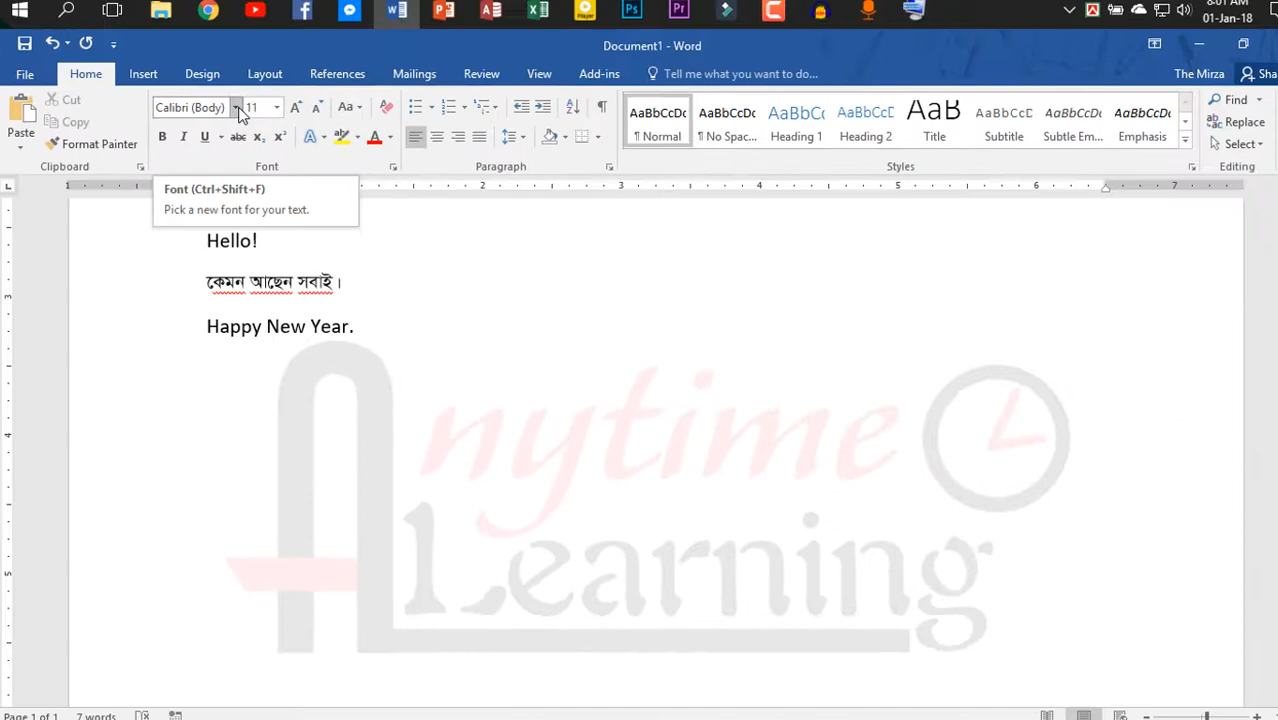 8:01 AM
01-Jan-18
Document1 - Word
File Home Insert Design Layout References Mailings Review View Add-ins Tell me what you want to do... The Mirza Sha
Paste
Cut
Copy
Format Painter
Clipboard
Calibri (Body) 11
Font
Paragraph
AaBbCcDc AaBbCcDc AaBbC AaBbCcD AaB AaBbCcD AaBbCcDc AaBbCcDc
¶ Normal ¶ No Spac... Heading 1 Heading 2 Title Subtitle Subtle Em... Emphasis
Styles
Find
Replace
Select
Editing
Font (Ctrl+Shift+F)
Pick a new font for your text.
Hello!
কেমন আছেন সবাই।
Happy New Year.
Anytime
Learning
Page 1 of 1 7 words